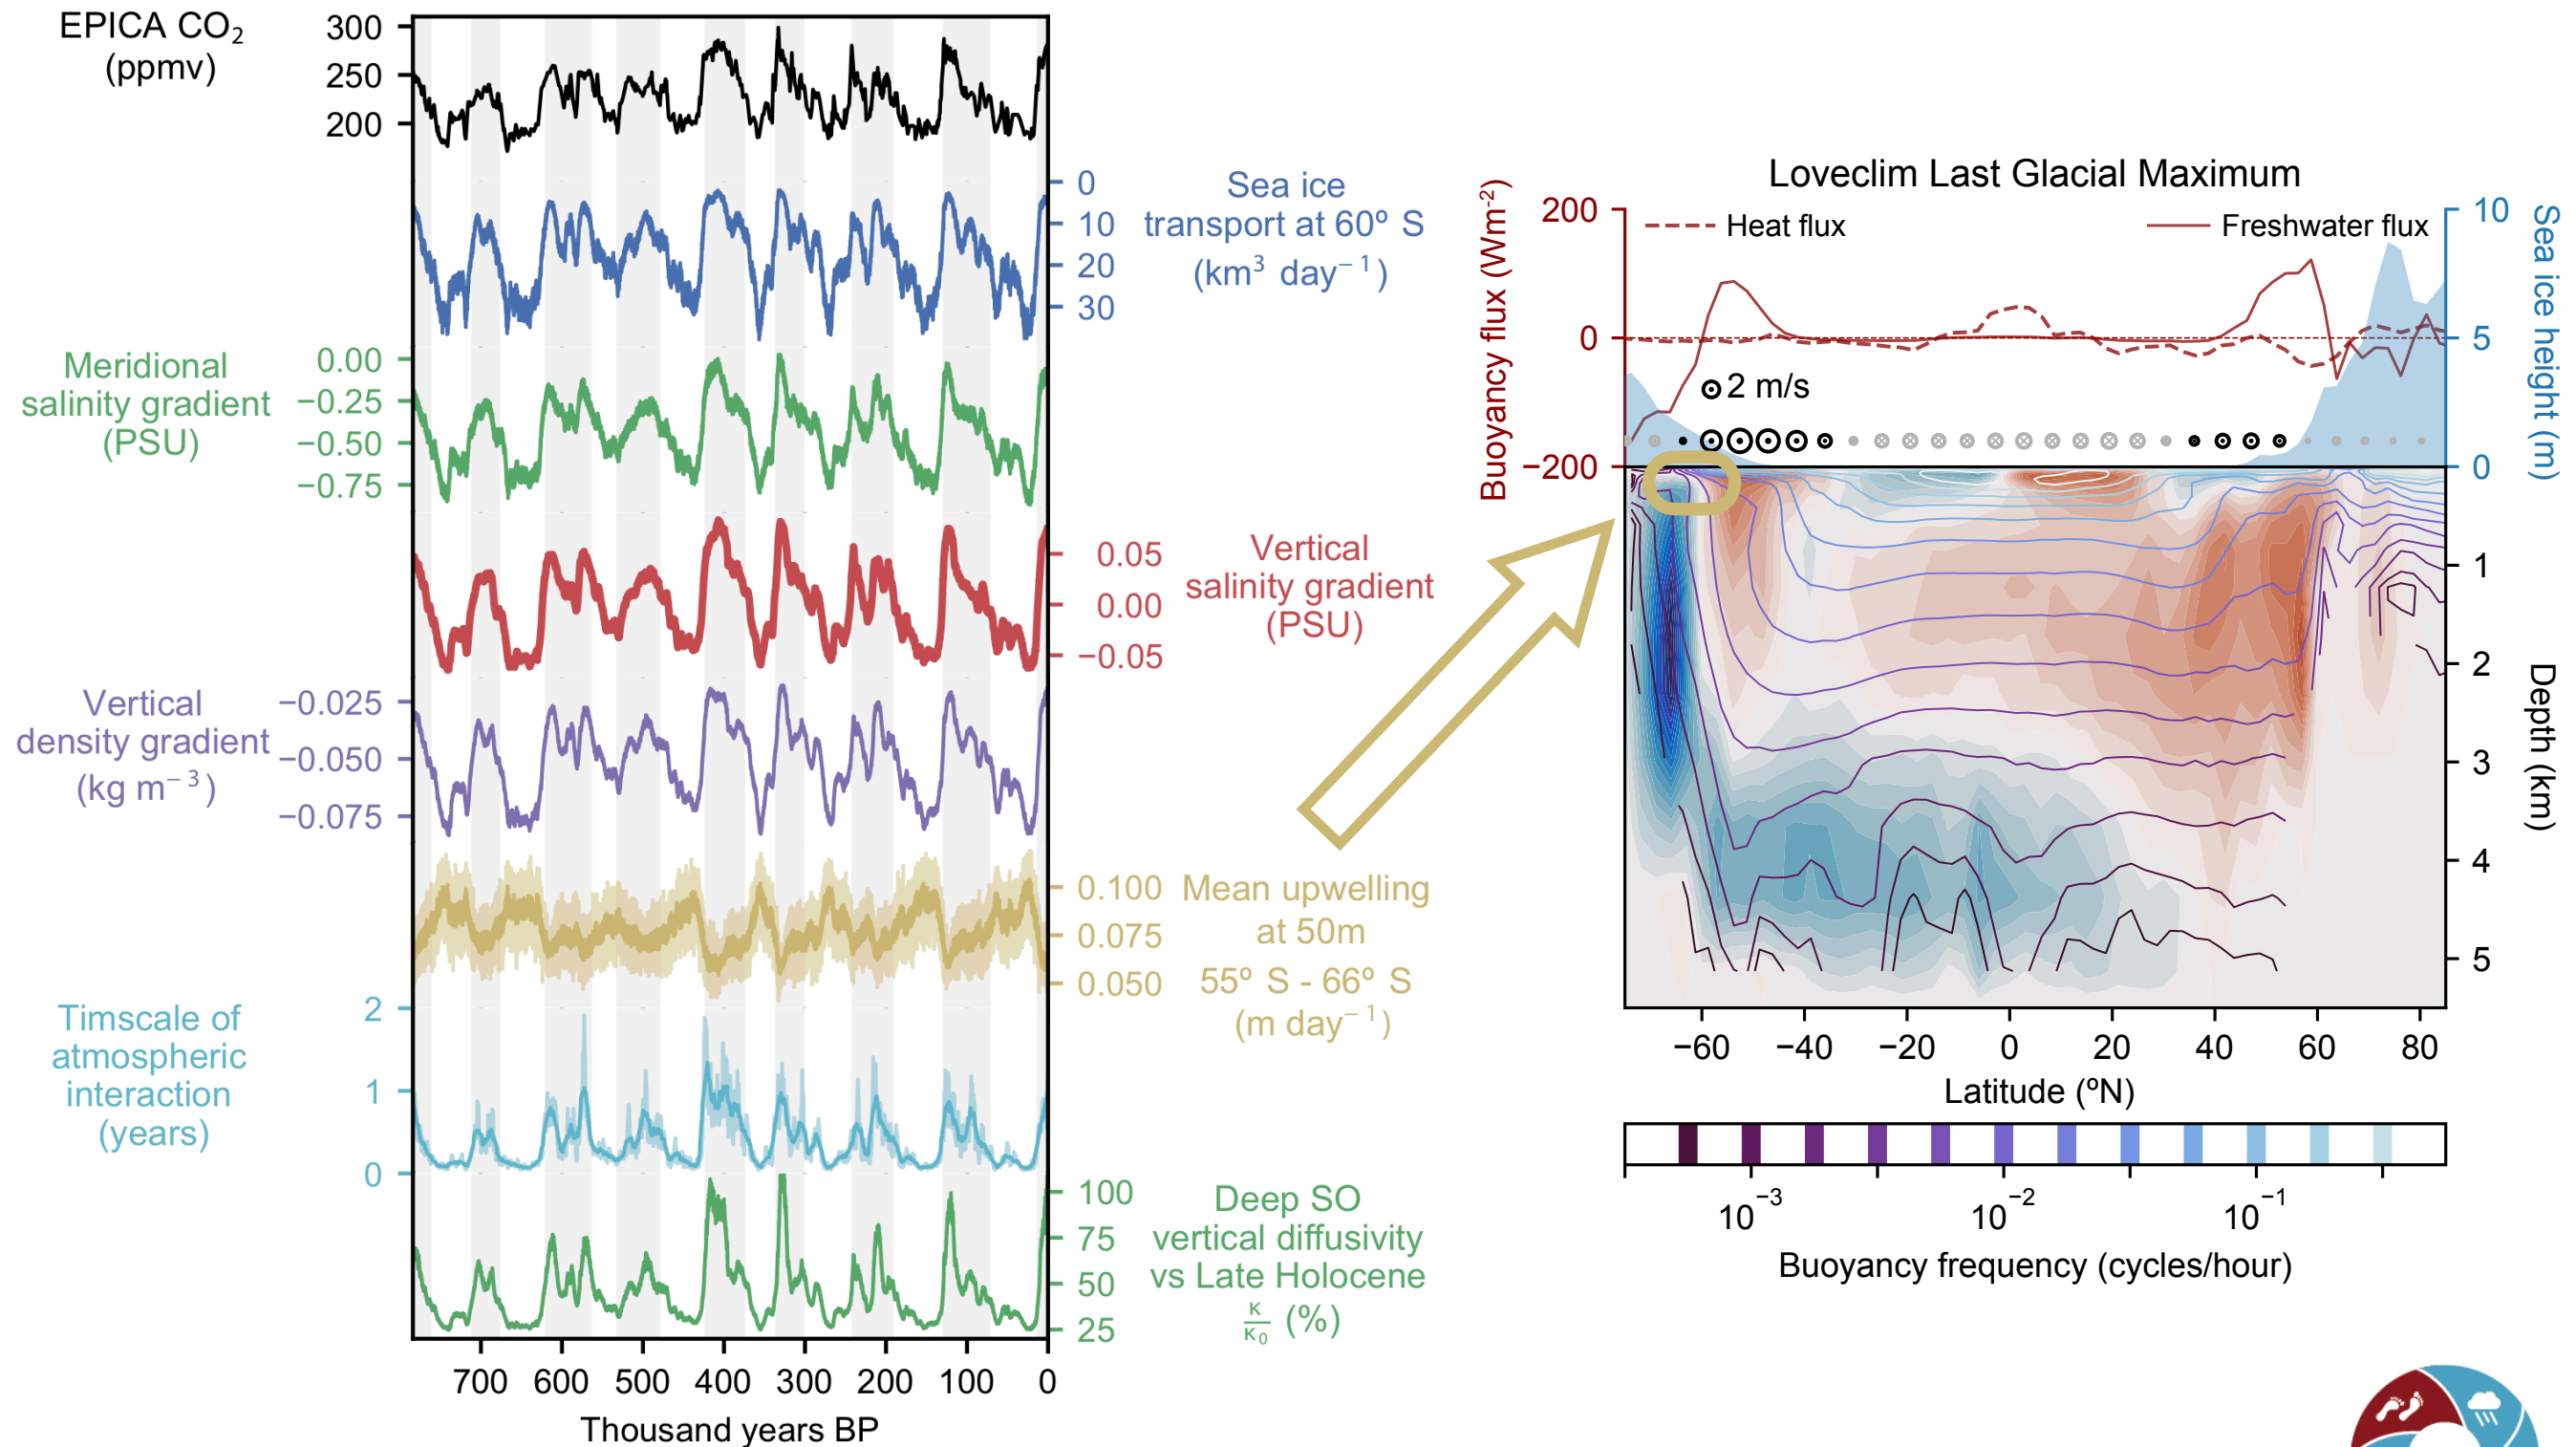 EPICA CO₂
(ppmv)
300
250
200
0
10
20
30
Sea ice
transport at 60º S
(km³ day⁻¹)
Meridional
salinity gradient
(PSU)
0.00
−0.25
−0.50
−0.75
0.05
0.00
−0.05
Vertical
salinity gradient
(PSU)
Vertical
density gradient
(kg m⁻³)
−0.025
−0.050
−0.075
0.100
0.075
0.050
Mean upwelling
at 50m
55º S - 66º S
(m day⁻¹)
Timscale of
atmospheric
interaction
(years)
2
1
0
100
75
50
25
Deep SO
vertical diffusivity
vs Late Holocene
κ/κ₀ (%)
700 600 500 400 300 200 100 0
Thousand years BP
Loveclim Last Glacial Maximum
Buoyancy flux (Wm⁻²)
200
0
−200
Heat flux
Freshwater flux
2 m/s
10
5
0
Sea ice height (m)
1
2
3
4
5
Depth (km)
−60 −40 −20 0 20 40 60 80
Latitude (ºN)
10⁻³ 10⁻² 10⁻¹
Buoyancy frequency (cycles/hour)